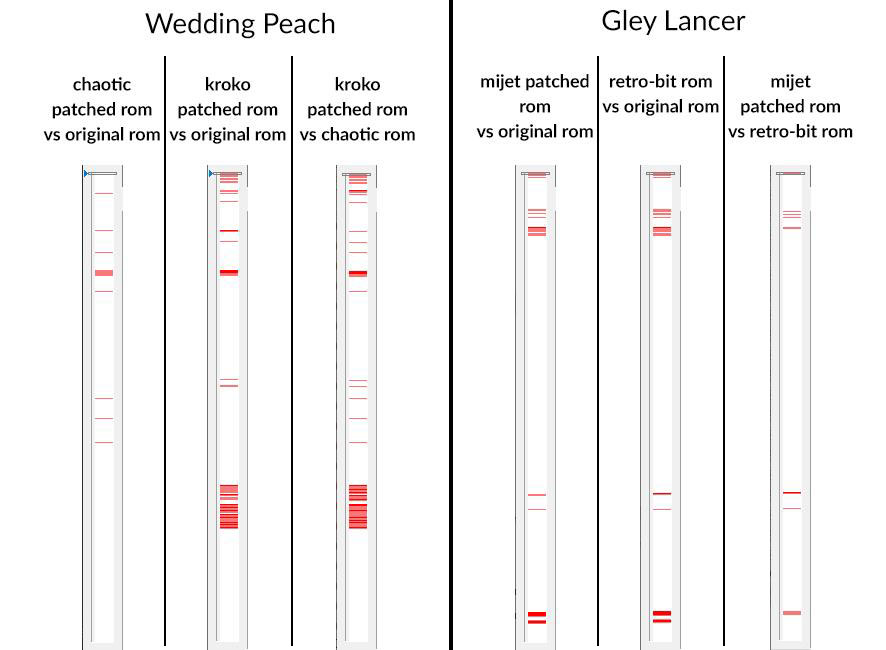 Wedding Peach
chaotic
patched rom
vs original rom
kroko
patched rom
vs original rom
kroko
patched rom
vs chaotic rom
Gley Lancer
mijet patched
rom
vs original rom
retro-bit rom
vs original rom
mijet
patched rom
vs retro-bit rom